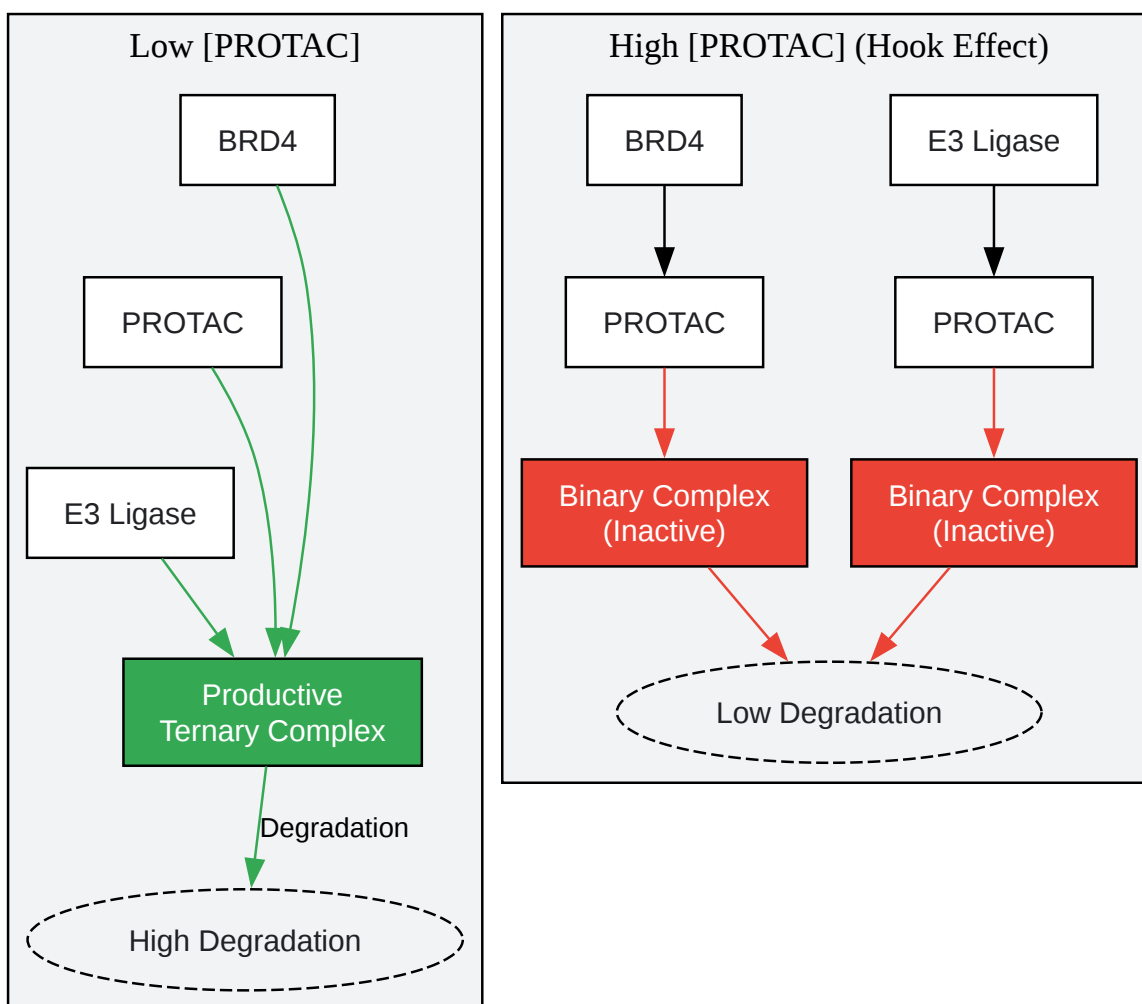 Low [PROTAC]
BRD4
PROTAC
E3 Ligase
Productive
Ternary Complex
Degradation
High Degradation
High [PROTAC] (Hook Effect)
BRD4
E3 Ligase
PROTAC
PROTAC
Binary Complex
(Inactive)
Binary Complex
(Inactive)
Low Degradation